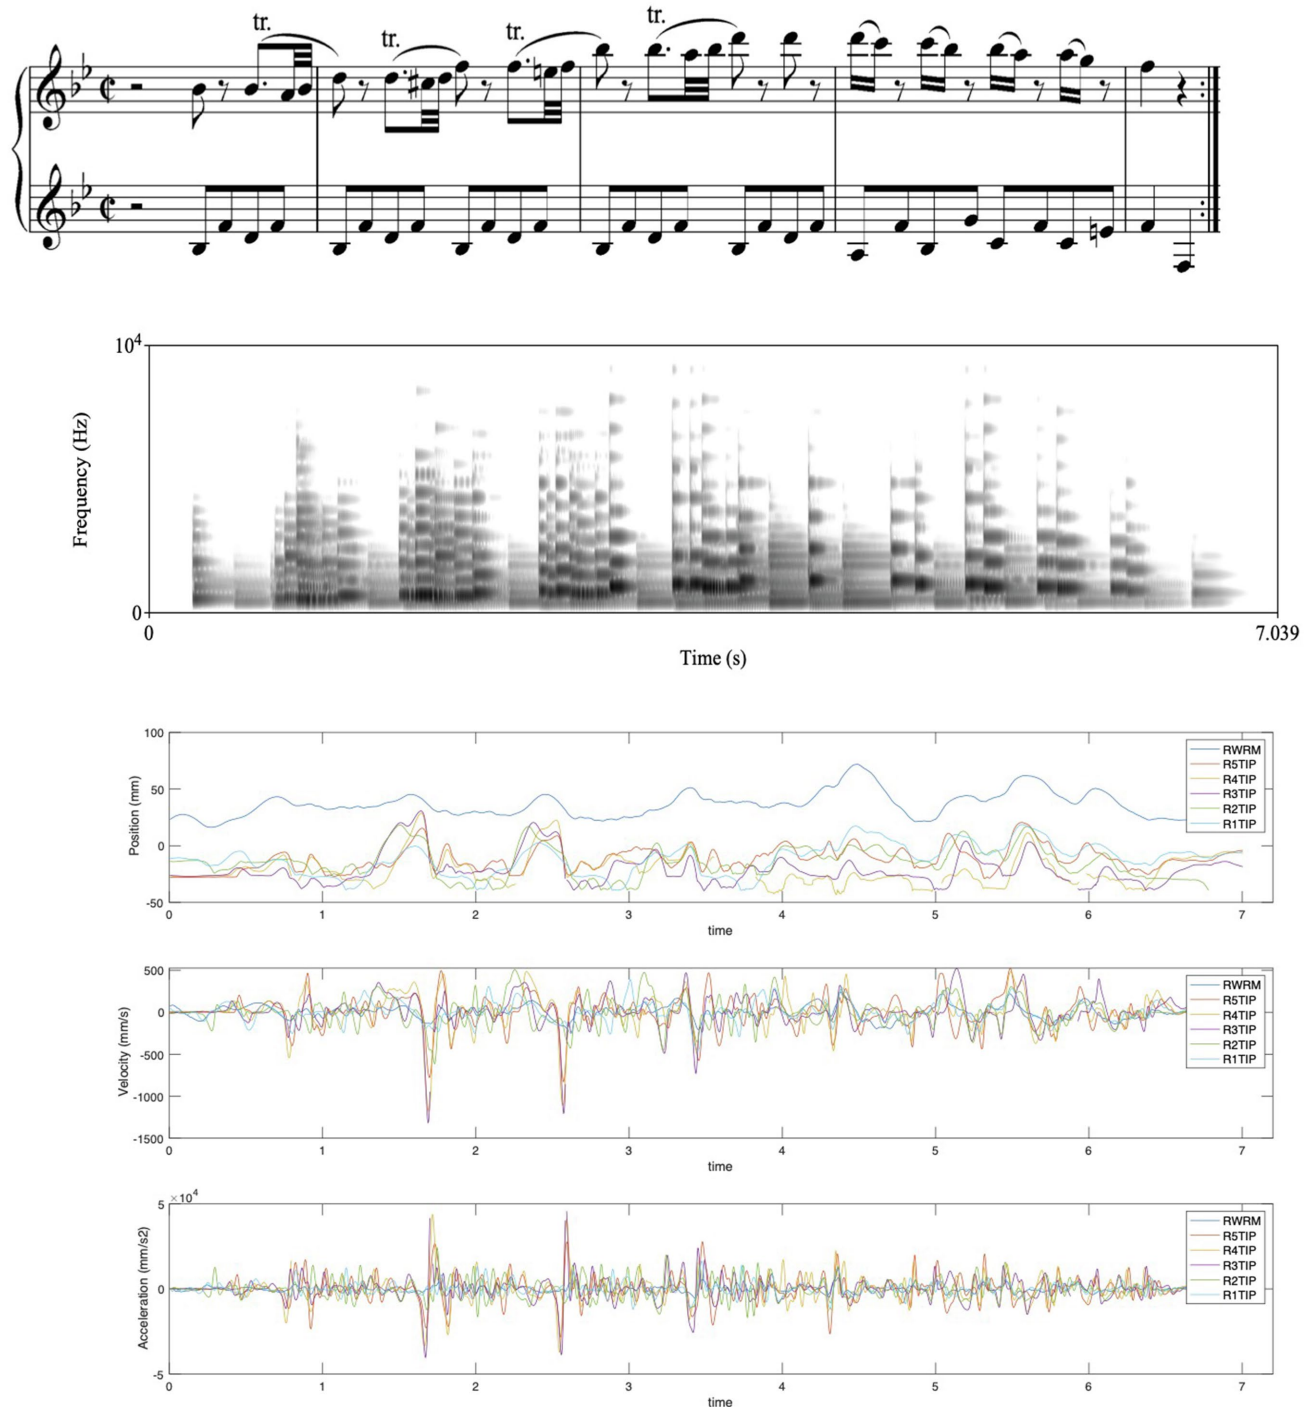 tr.
tr.
tr.
tr.
10⁴
Frequency (Hz)
0
0
7.039
Time (s)
100
50
0
-50
Position (mm)
0 1 2 3 4 5 6 7
time
RWRM
R5TIP
R4TIP
R3TIP
R2TIP
R1TIP
500
0
-500
-1000
-1500
Velocity (mm/s)
0 1 2 3 4 5 6 7
time
RWRM
R5TIP
R4TIP
R3TIP
R2TIP
R1TIP
×10⁴
5
0
-5
Acceleration (mm/s2)
0 1 2 3 4 5 6 7
time
RWRM
R5TIP
R4TIP
R3TIP
R2TIP
R1TIP